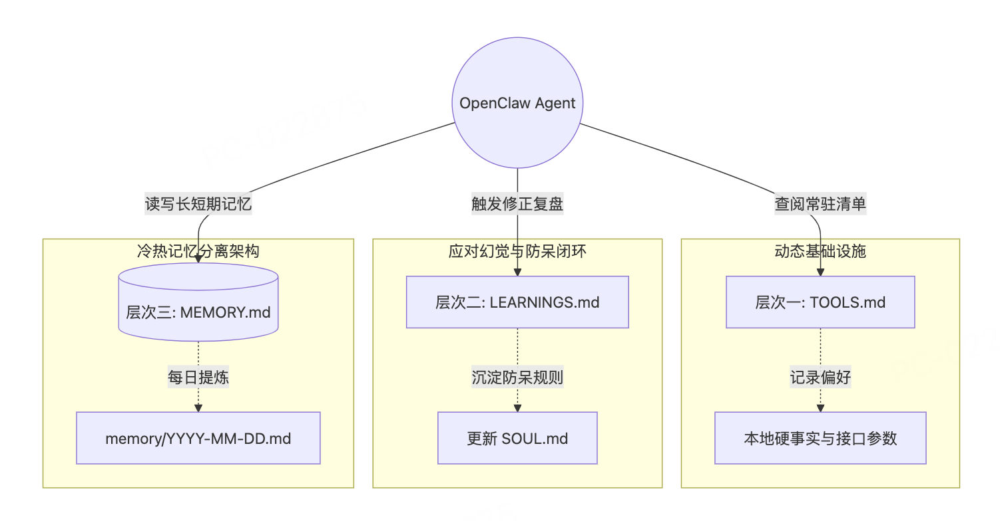 OpenClaw Agent
读写长短期记忆
触发修正复盘
查阅常驻清单
冷热记忆分离架构
应对幻觉与防呆闭环
动态基础设施
层次三: MEMORY.md
层次二: LEARNINGS.md
层次一: TOOLS.md
每日提炼
沉淀防呆规则
记录偏好
memory/YYYY-MM-DD.md
更新 SOUL.md
本地硬事实与接口参数